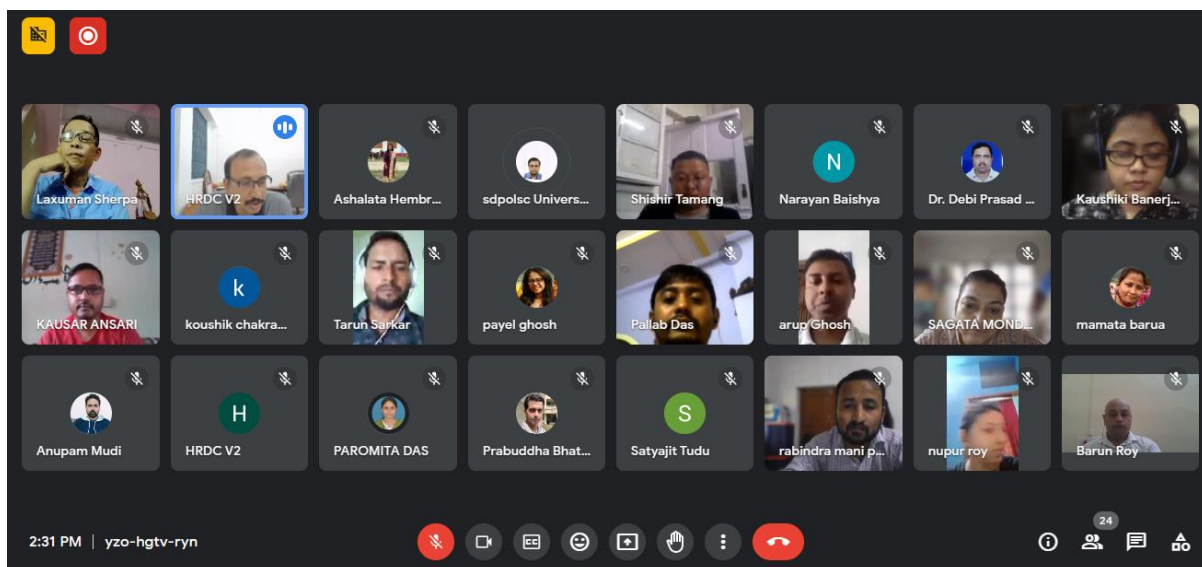 Laxuman Sherpa
HRDC V2
Ashalata Hembr...
sdpolsc Univers...
Shishir Tamang
N
Narayan Baishya
Dr. Debi Prasad ...
Kaushiki Banerj...
KAUSAR ANSARI
k
koushik chakra...
Tarun Sarkar
payel ghosh
Pallab Das
arup Ghosh
SAGATA MOND...
mamata barua
Anupam Mudi
H
HRDC V2
PAROMITA DAS
Prabuddha Bhat...
S
Satyajit Tudu
rabindra mani p...
nupur roy
Barun Roy
2:31 PM | yzo-hgtv-ryn
CC
24